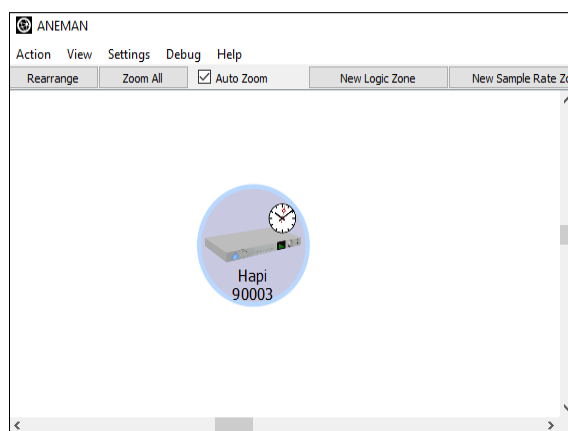 ANEMAN
Action View Settings Debug Help
Rearrange Zoom All Auto Zoom New Logic Zone New Sample Rate Zo
Hapi
90003